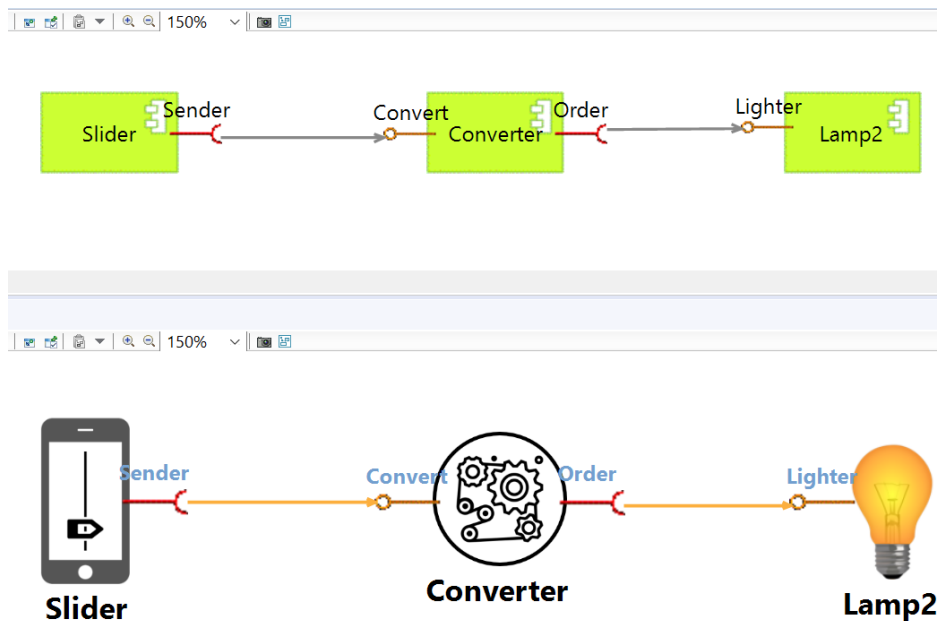 150%
Sender
Convert
Order
Lighter
Slider
Converter
Lamp2
150%
Sender
Convert
Order
Lighter
Converter
Slider
Lamp2